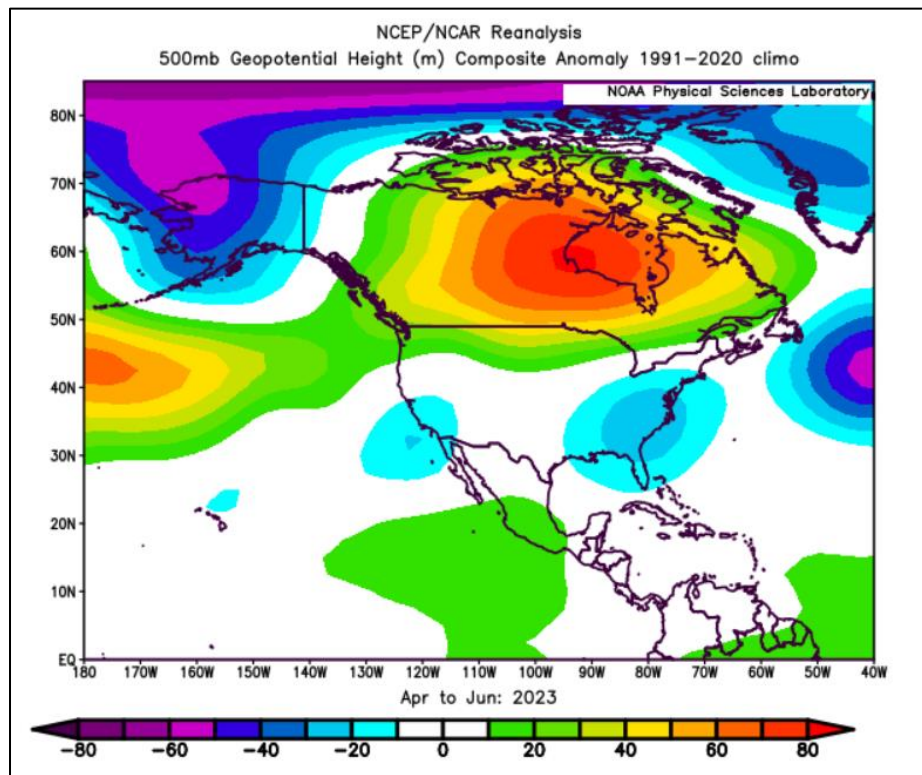 NCEP/NCAR Reanalysis
500mb Geopotential Height (m) Composite Anomaly 1991−2020 climo
NOAA Physical Sciences Laboratory
80N
70N
60N
50N
40N
30N
20N
10N
EQ
180 170W 160W 150W 140W 130W 120W 110W 100W 90W 80W 70W 60W 50W 40W
Apr to Jun: 2023
−80 −60 −40 −20 0 20 40 60 80